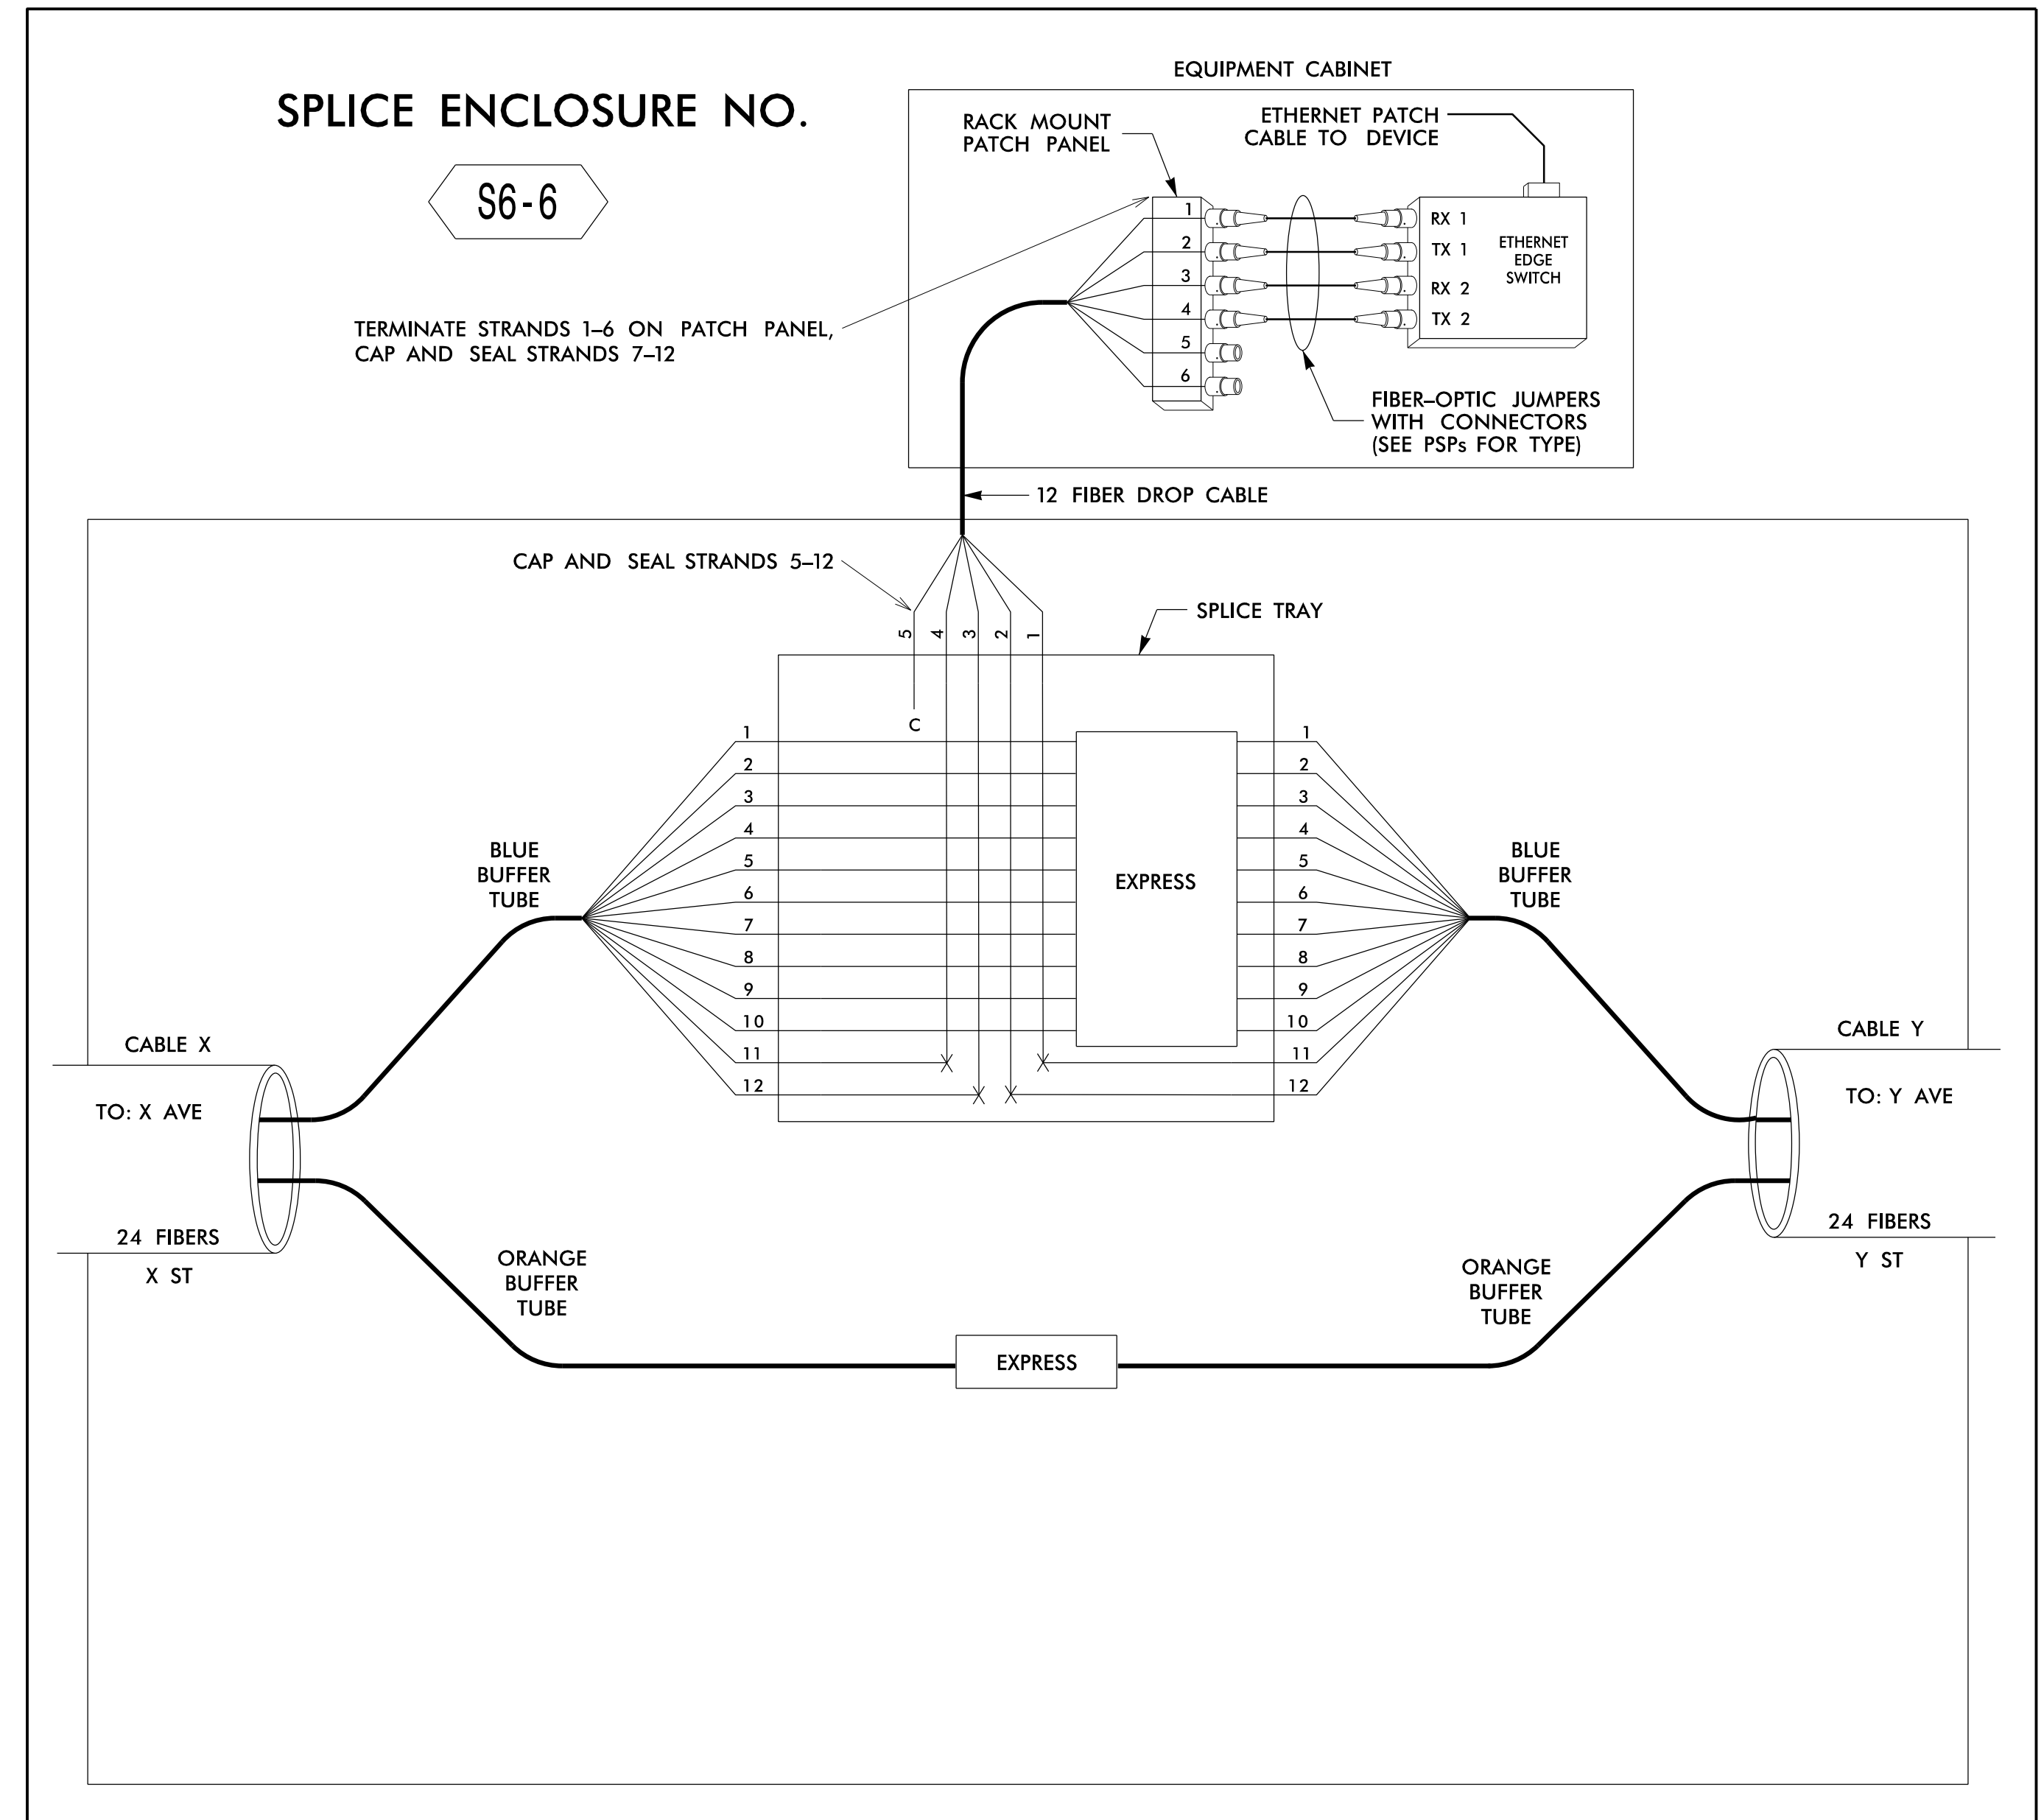 SPLICE ENCLOSURE NO.
S6-6
EQUIPMENT CABINET
RACK MOUNT
PATCH PANEL
ETHERNET PATCH
CABLE TO DEVICE
1
2
3
4
5
6
RX 1
TX 1
RX 2
TX 2
ETHERNET
EDGE
SWITCH
TERMINATE STRANDS 1–6 ON PATCH PANEL,
CAP AND SEAL STRANDS 7–12
FIBER–OPTIC JUMPERS
WITH CONNECTORS
(SEE PSPs FOR TYPE)
12 FIBER DROP CABLE
CAP AND SEAL STRANDS 5–12
SPLICE TRAY
5
4
3
2
1
C
1
2
3
4
5
6
7
8
9
10
11
12
EXPRESS
1
2
3
4
5
6
7
8
9
10
11
12
BLUE
BUFFER
TUBE
BLUE
BUFFER
TUBE
CABLE X
TO: X AVE
24 FIBERS
X ST
CABLE Y
TO: Y AVE
24 FIBERS
Y ST
ORANGE
BUFFER
TUBE
ORANGE
BUFFER
TUBE
EXPRESS